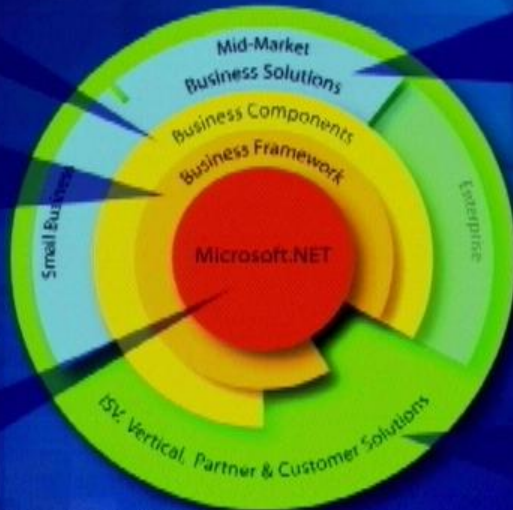 Mid-Market
Business Solutions
Business Components
Business Framework
Small Business
Enterprise
Microsoft.NET
ISV, Vertical, Partner & Customer Solutions